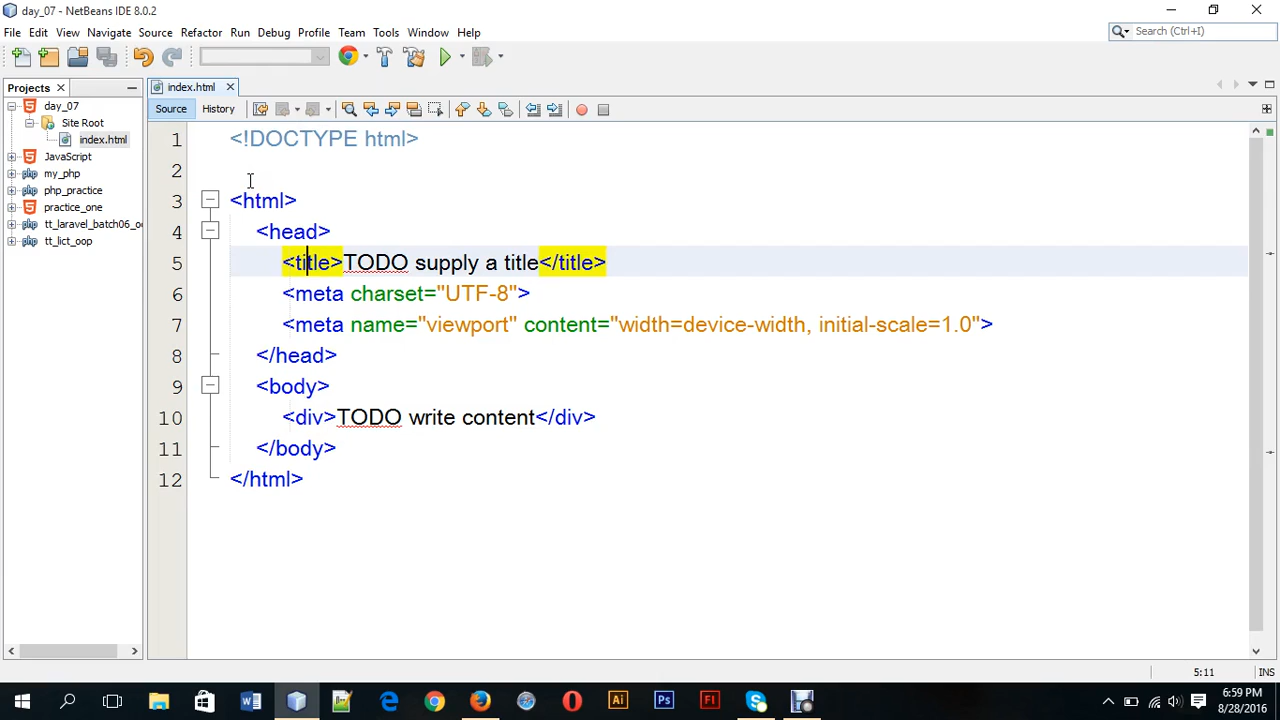 day_07 - NetBeans IDE 8.0.2
File Edit View Navigate Source Refactor Run Debug Profile Team Tools Window Help
Search (Ctrl+I)
Projects
index.html
day_07
Site Root
index.html
JavaScript
my_php
php_practice
practice_one
tt_laravel_batch06_
tt_lict_oop
Source History
1 <!DOCTYPE html>
2
3 <html>
4 <head>
5 <title>TODO supply a title</title>
6 <meta charset="UTF-8">
7 <meta name="viewport" content="width=device-width, initial-scale=1.0">
8 </head>
9 <body>
10 <div>TODO write content</div>
11 </body>
12 </html>
5:11 INS
W Ai Ps Fl
6:59 PM
8/28/2016